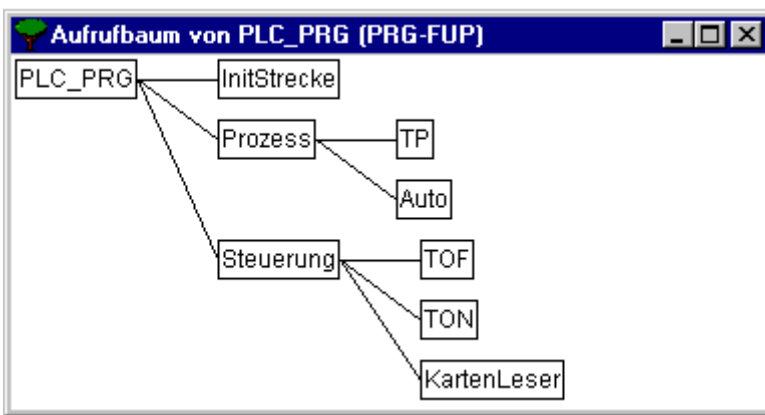 Aufrufbaum von PLC_PRG (PRG-FUP)
PLC_PRG InitStrecke
Prozess TP
Auto
Steuerung TOF
TON
KartenLeser